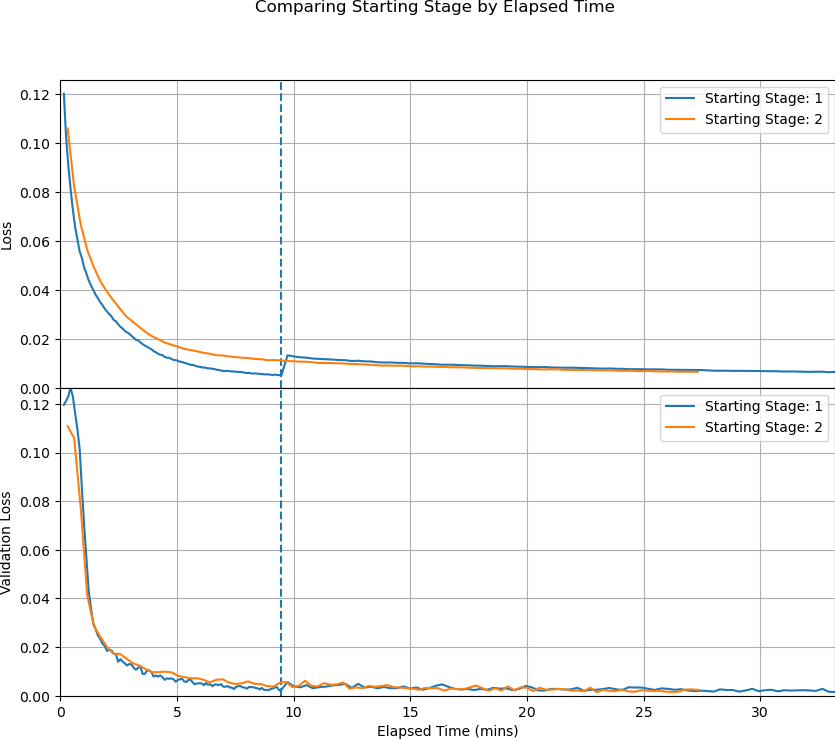 Comparing Starting Stage by Elapsed Time
0.12
0.10
0.08
0.06
0.04
0.02
0.00
Loss
Starting Stage: 1
Starting Stage: 2
0.12
0.10
0.08
0.06
0.04
0.02
0.00
Validation Loss
Starting Stage: 1
Starting Stage: 2
0 5 10 15 20 25 30
Elapsed Time (mins)